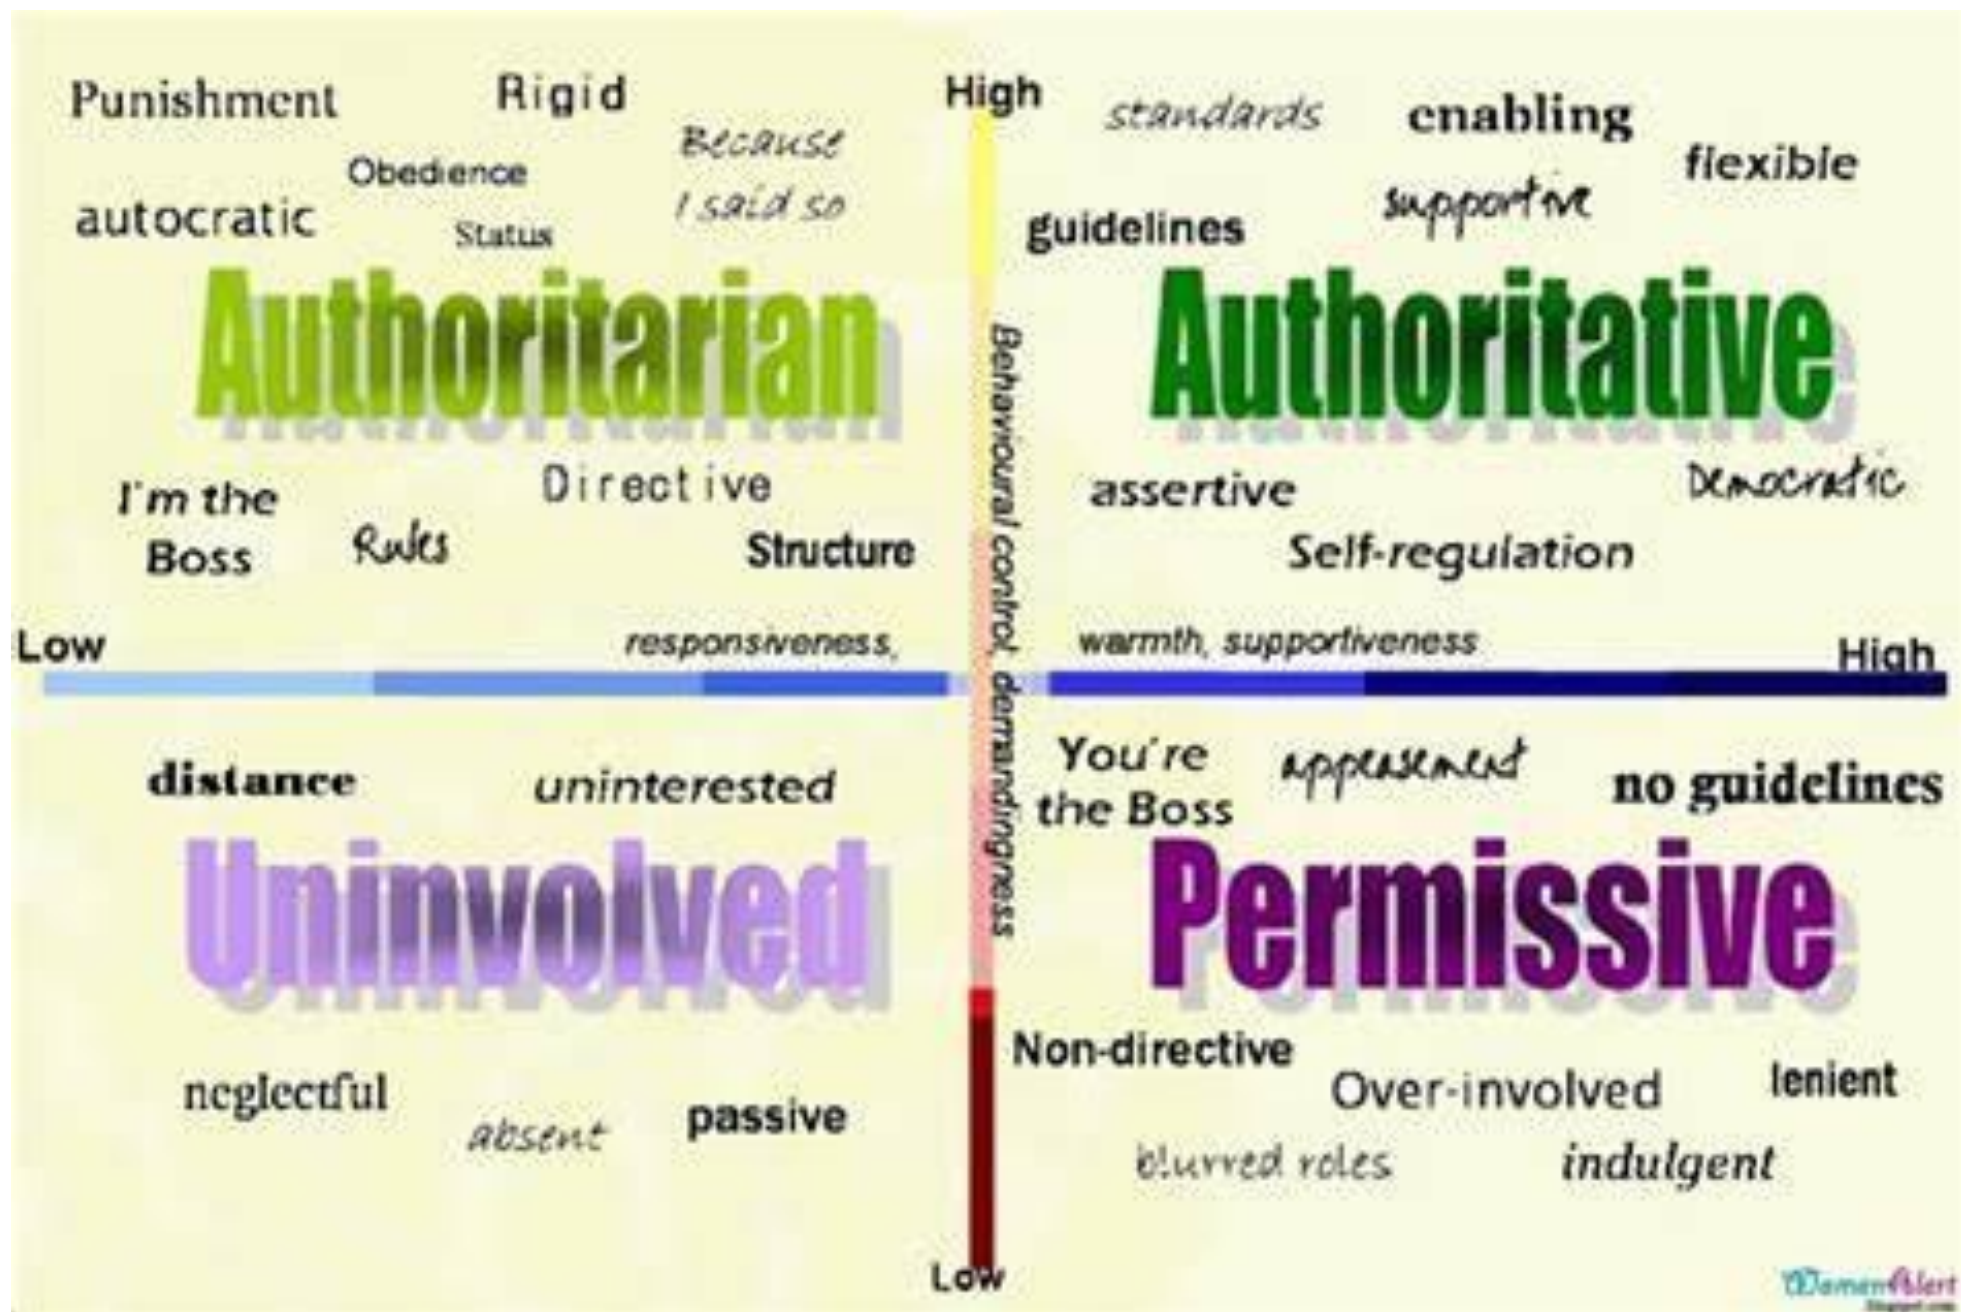 Punishment
Rigid
Because
I said so
Obedience
autocratic
Status
Authoritarian
Directive
I'm the
Boss
Rules
Structure
High
standards
enabling
flexible
supportive
guidelines
Authoritative
assertive
Democratic
Self-regulation
Low
responsiveness,
warmth, supportiveness
High
Behavioural control, demandingness
distance
uninterested
Uninvolved
neglectful
absent
passive
You're
the Boss
appeasement
no guidelines
Permissive
Non-directive
Over-involved
lenient
blurred roles
indulgent
Low
WomenAlert